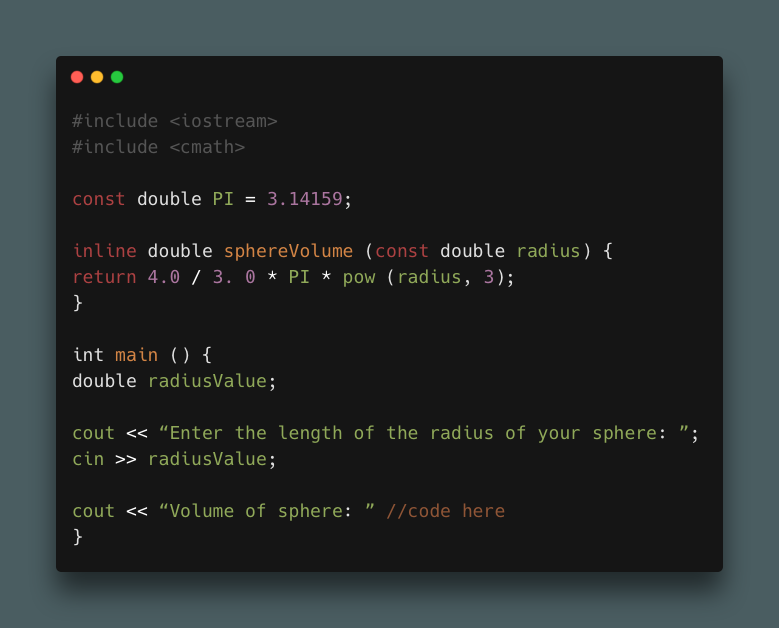 #include <iostream>
#include <cmath>
const double PI = 3.14159;
inline double sphereVolume (const double radius) {
return 4.0 / 3. 0 * PI * pow (radius, 3);
}
int main () {
double radiusValue;
cout << “Enter the length of the radius of your sphere: ”;
cin >> radiusValue;
cout << “Volume of sphere: ” //code here
}